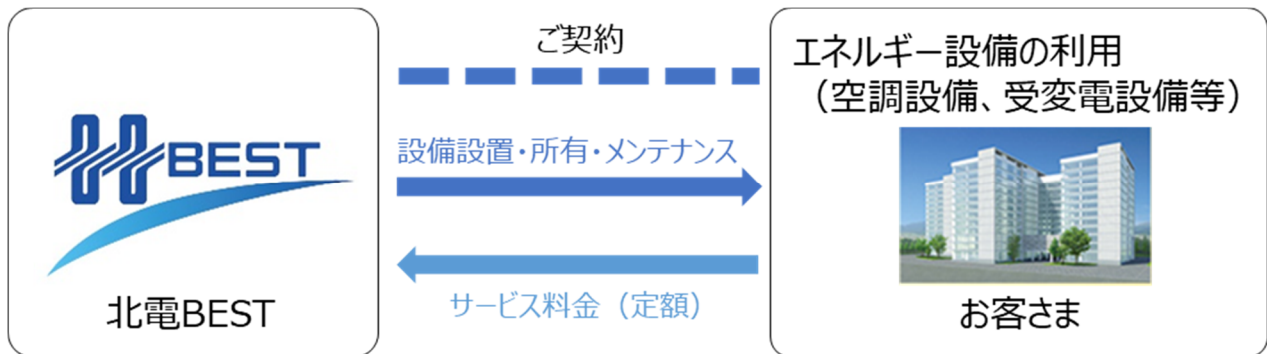 ご契約
エネルギー設備の利用
（空調設備、受変電設備等）
BEST
設備設置・所有・メンテナンス
サービス料金（定額）
北電BEST
お客さま